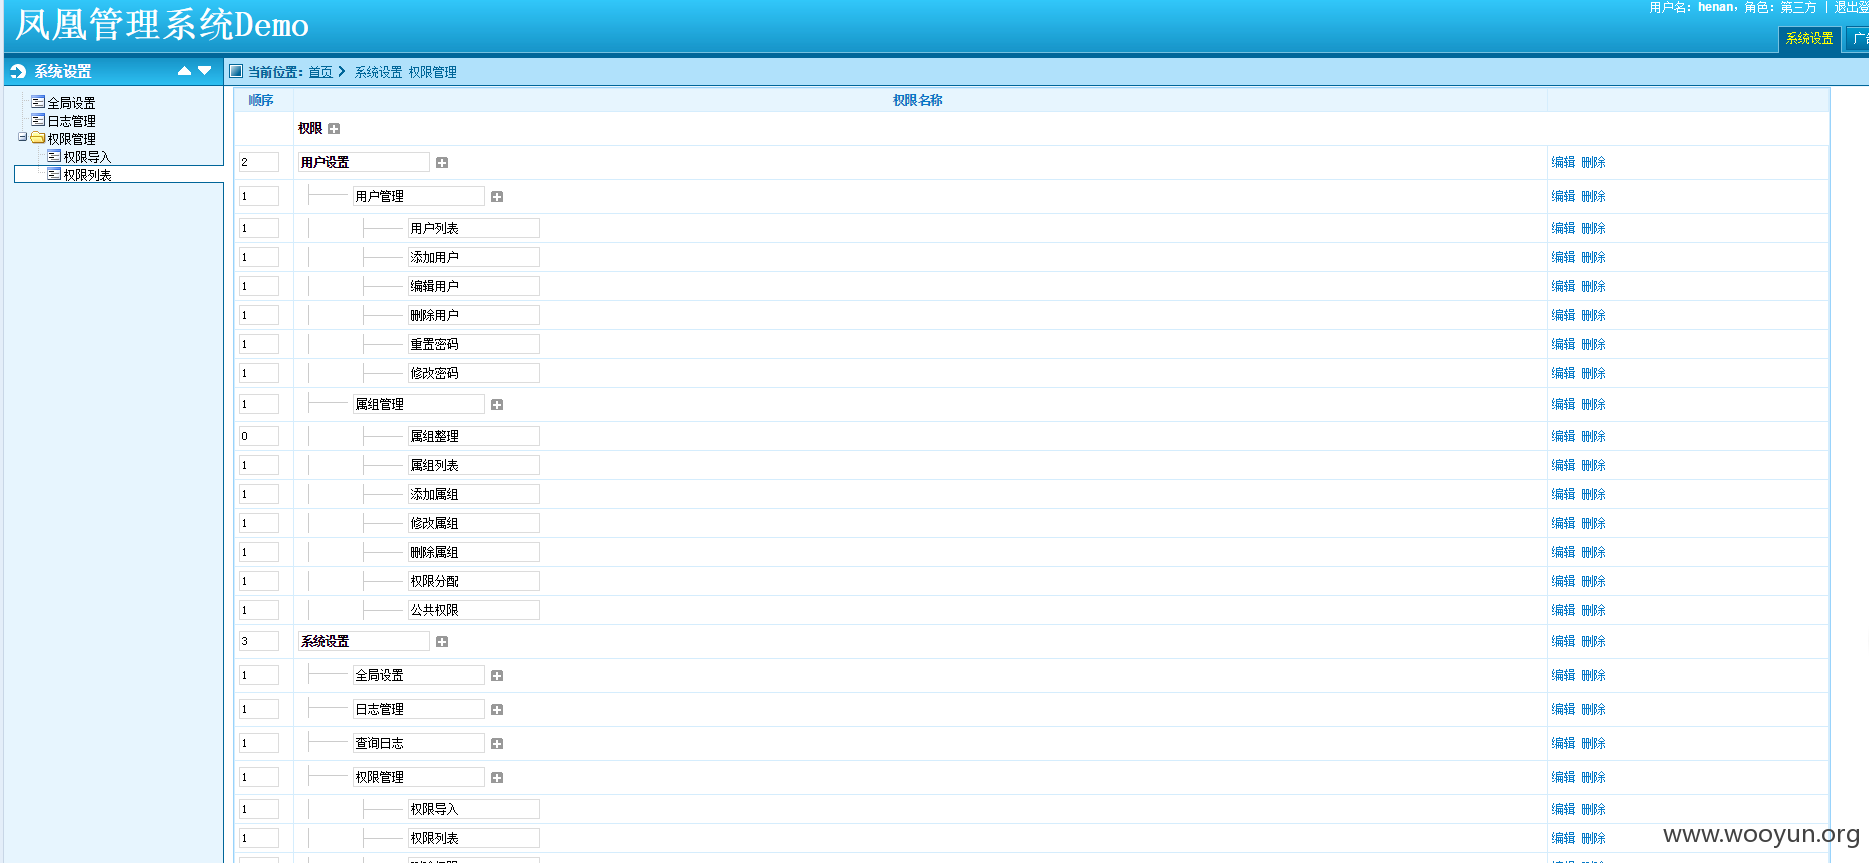 凤凰管理系统Demo
用户名：henan，角色：第三方 | 退出登
系统设置 广告
系统设置
当前位置：首页 系统设置 权限管理
全局设置
日志管理
权限管理
权限导入
权限列表
顺序 权限名称
权限
2 用户设置 编辑 删除
1 用户管理 编辑 删除
1 用户列表 编辑 删除
1 添加用户 编辑 删除
1 编辑用户 编辑 删除
1 删除用户 编辑 删除
1 重置密码 编辑 删除
1 修改密码 编辑 删除
1 属组管理 编辑 删除
0 属组整理 编辑 删除
1 属组列表 编辑 删除
1 添加属组 编辑 删除
1 修改属组 编辑 删除
1 删除属组 编辑 删除
1 权限分配 编辑 删除
1 公共权限 编辑 删除
3 系统设置 编辑 删除
1 全局设置 编辑 删除
1 日志管理 编辑 删除
1 查询日志 编辑 删除
1 权限管理 编辑 删除
1 权限导入 编辑 删除
1 权限列表 编辑 删除
www.wooyun.org